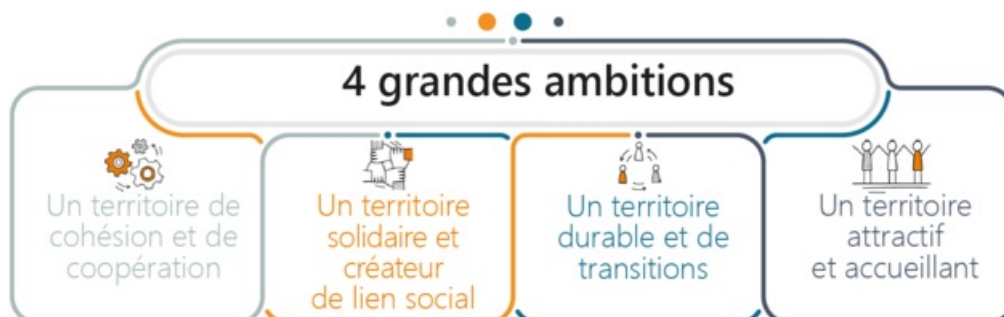 4 grandes ambitions
Un territoire de
cohésion et de
coopération
Un territoire
solidaire et
créateur
de lien social
Un territoire
durable et de
transitions
Un territoire
attractif
et accueillant